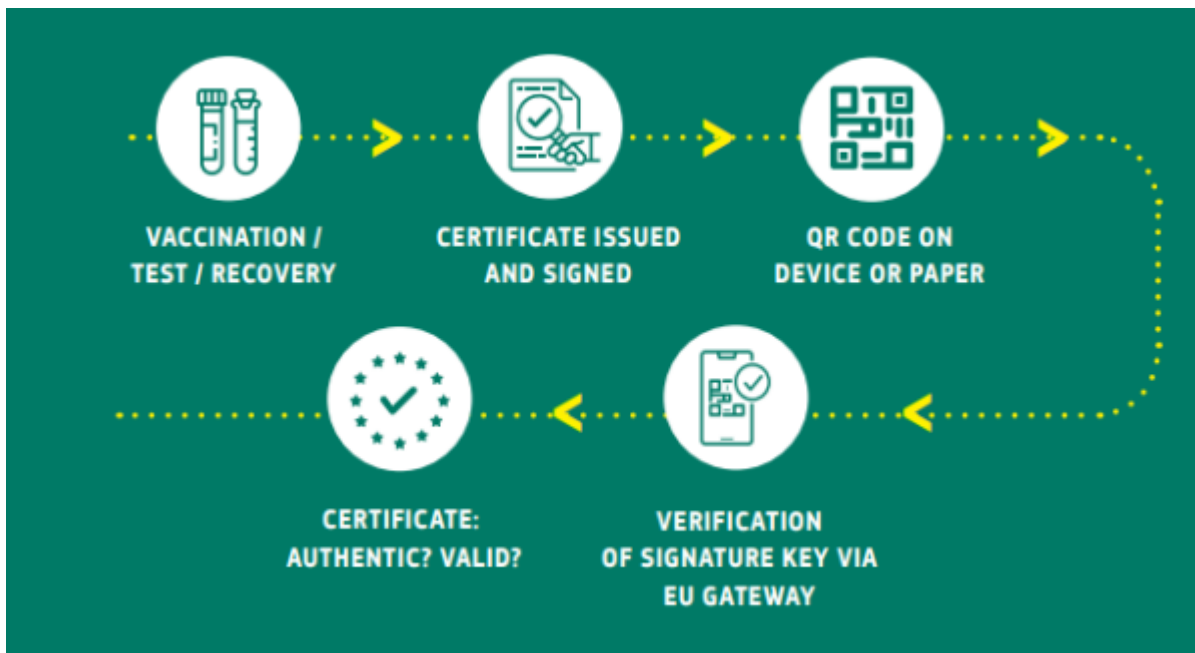 VACCINATION /
TEST / RECOVERY
CERTIFICATE ISSUED
AND SIGNED
QR CODE ON
DEVICE OR PAPER
VERIFICATION
OF SIGNATURE KEY VIA
EU GATEWAY
CERTIFICATE:
AUTHENTIC? VALID?